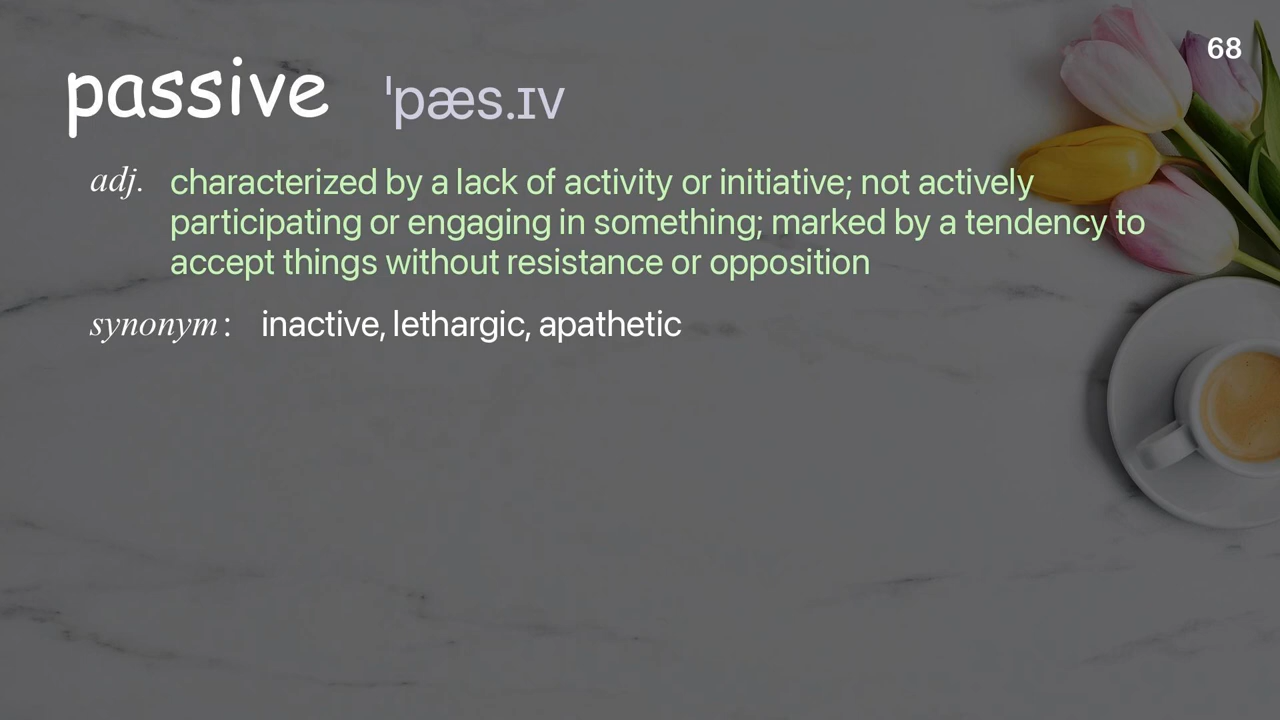 68
passive ˈpæs.ɪv
adj. characterized by a lack of activity or initiative; not actively
participating or engaging in something; marked by a tendency to
accept things without resistance or opposition
synonym : inactive, lethargic, apathetic